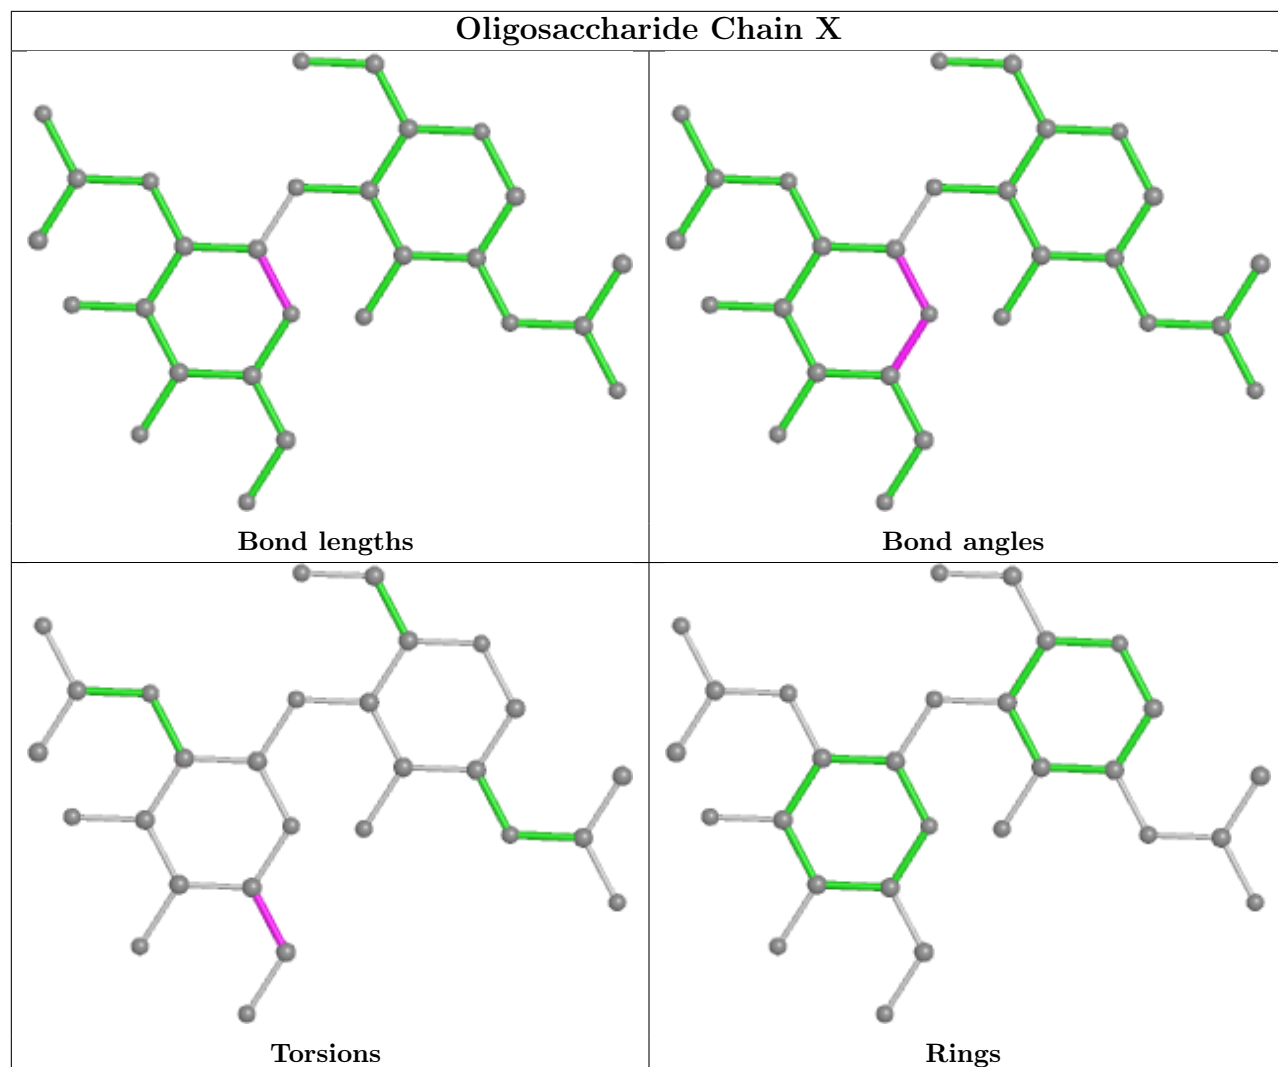 Oligosaccharide Chain X
Bond lengths
Bond angles
Torsions
Rings